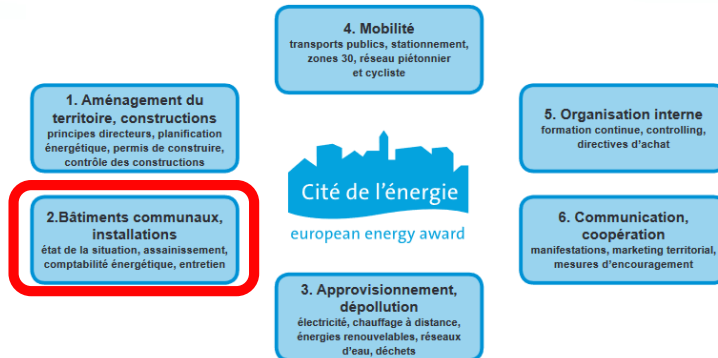 4. Mobilité
transports publics, stationnement,
zones 30, réseau piétonnier
et cycliste
1. Aménagement du
territoire, constructions
principes directeurs, planification
énergétique, permis de construire,
contrôle des constructions
5. Organisation interne
formation continue, controlling,
directives d'achat
Cité de l'énergie
european energy award
2.Bâtiments communaux,
installations
état de la situation, assainissement,
comptabilité énergétique, entretien
6. Communication,
coopération
manifestations, marketing territorial,
mesures d'encouragement
3. Approvisionnement,
dépollution
électricité, chauffage à distance,
énergies renouvelables, réseaux
d'eau, déchets